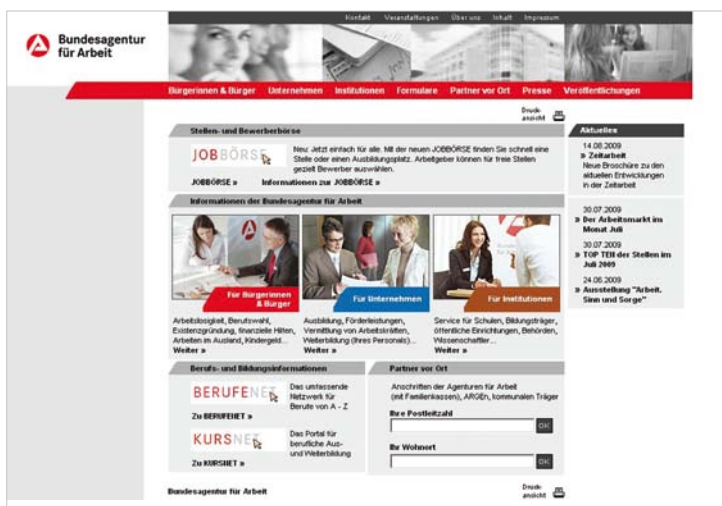 Kontakt Veranstaltungen Über uns Inhalt Impressum
Bundesagentur
für Arbeit
Bürgerinnen & Bürger Unternehmen Institutionen Formulare Partner vor Ort Presse Veröffentlichungen
Druck-
ansicht
Stellen- und Bewerberbörse
JOBBÖRSE
Neu: Jetzt einfach für alle. Mit der neuen JOBBÖRSE finden Sie schnell eine
Stelle oder einen Ausbildungsplatz. Arbeitgeber können für freie Stellen
gezielt Bewerber auswählen.
JOBBÖRSE » Informationen zur JOBBÖRSE »
Informationen der Bundesagentur für Arbeit
Für Bürgerinnen
& Bürger
Für Unternehmen
Für Institutionen
Arbeitslosigkeit, Berufswahl,
Existenzgründung, finanzielle Hilfen,
Arbeiten im Ausland, Kindergeld...
Weiter »
Ausbildung, Förderleistungen,
Vermittlung von Arbeitskräften,
Weiterbildung (Ihres Personals)...
Weiter »
Service für Schulen, Bildungsträger,
öffentliche Einrichtungen, Behörden,
Wissenschaftler...
Weiter »
Berufs- und Bildungsinformationen
BERUFENET
Das umfassende
Netzwerk für
Berufe von A - Z
Zu BERUFENET »
KURSNET
Das Portal für
berufliche Aus-
und Weiterbildung
Zu KURSNET »
Partner vor Ort
Anschriften der Agenturen für Arbeit
(mit Familienkassen), ARGEn, kommunalen Träger
Ihre Postleitzahl
OK
Ihr Wohnort
OK
Aktuelles
14.08.2009
» Zeitarbeit
Neue Broschüre zu den
aktuellen Entwicklungen
in der Zeitarbeit
30.07.2009
» Der Arbeitsmarkt im
Monat Juli
30.07.2009
» TOP TEN der Stellen im
Juli 2009
24.06.2009
» Ausstellung "Arbeit.
Sinn und Sorge"
Bundesagentur für Arbeit
Druck-
ansicht